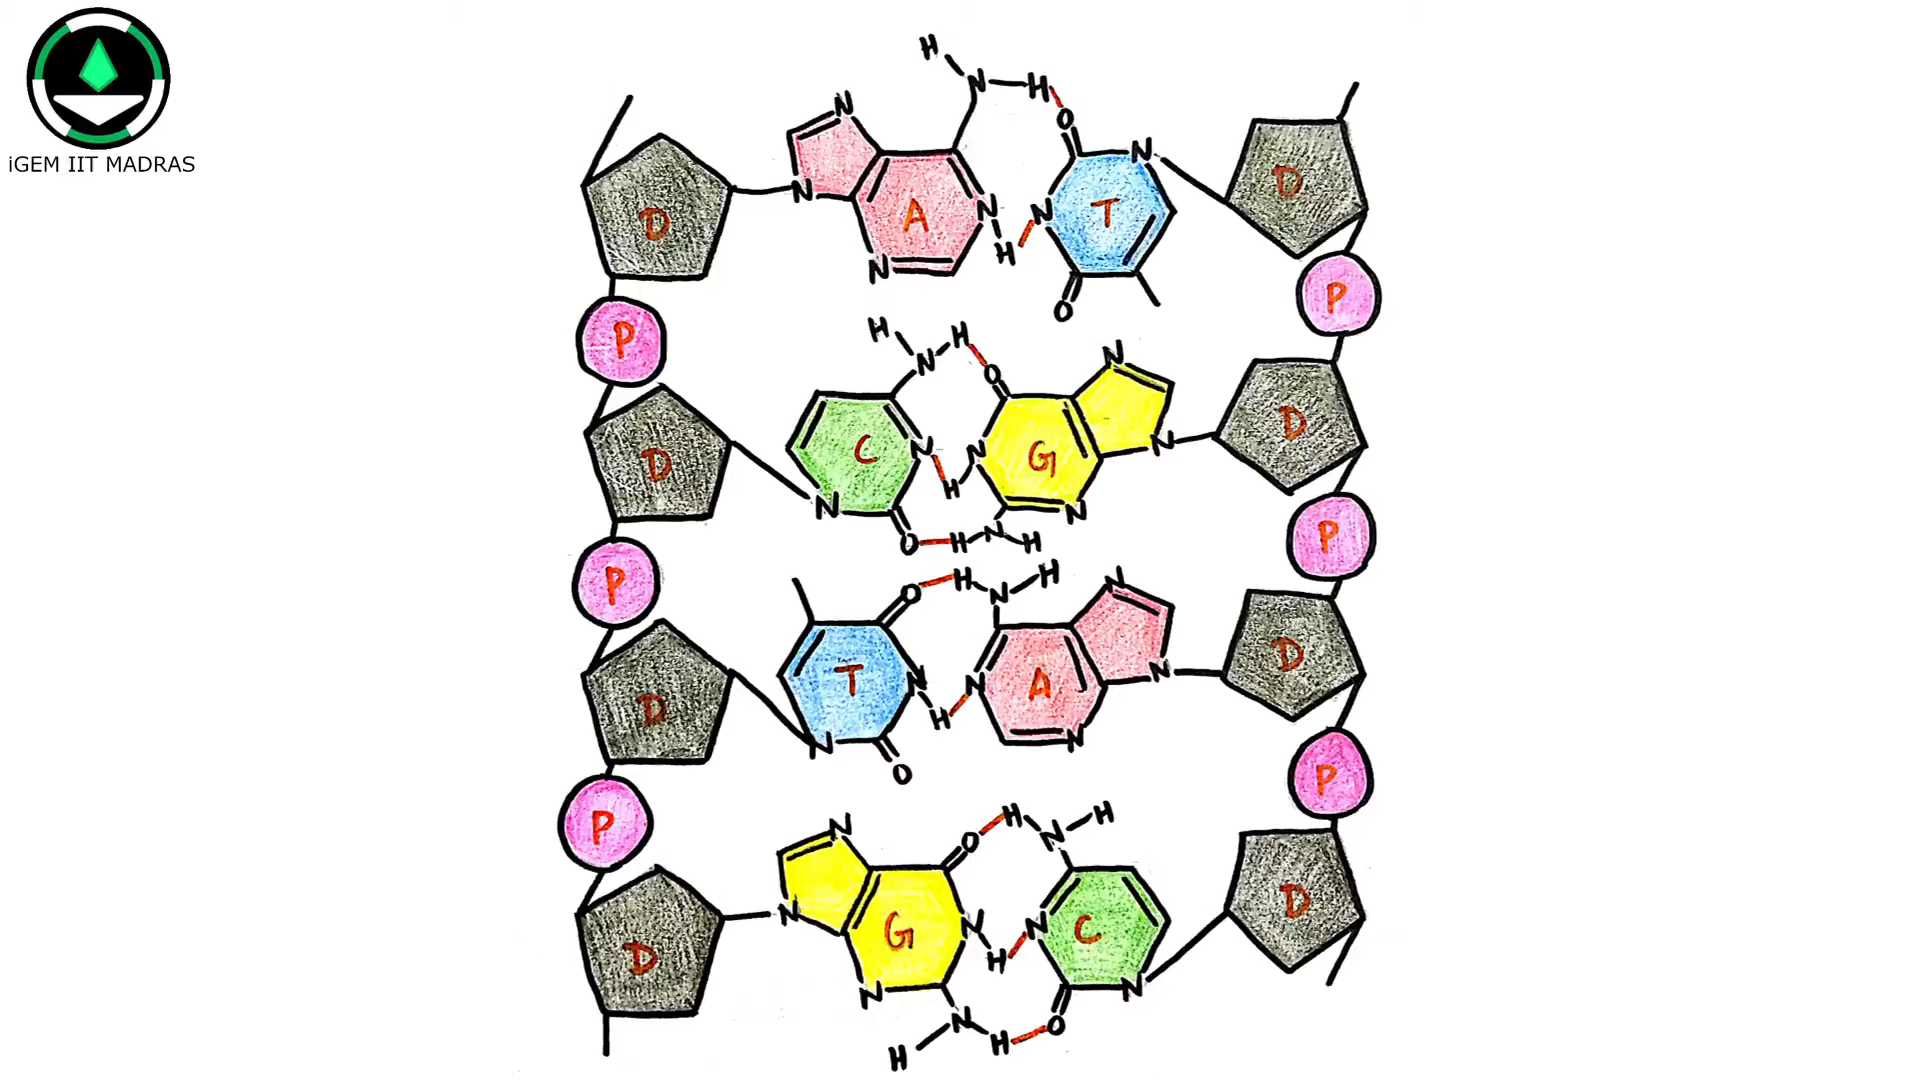 iGEM IIT MADRAS
H
N H
N O N
D N A N N T D
H
N O
P P
H H
N O N
D C N N G N D
H
N O H N H N
P P
O H N H N
D T N N A N D
H
N O N
P P
N O H N H
D N G N N C D
H
N N H O N
H